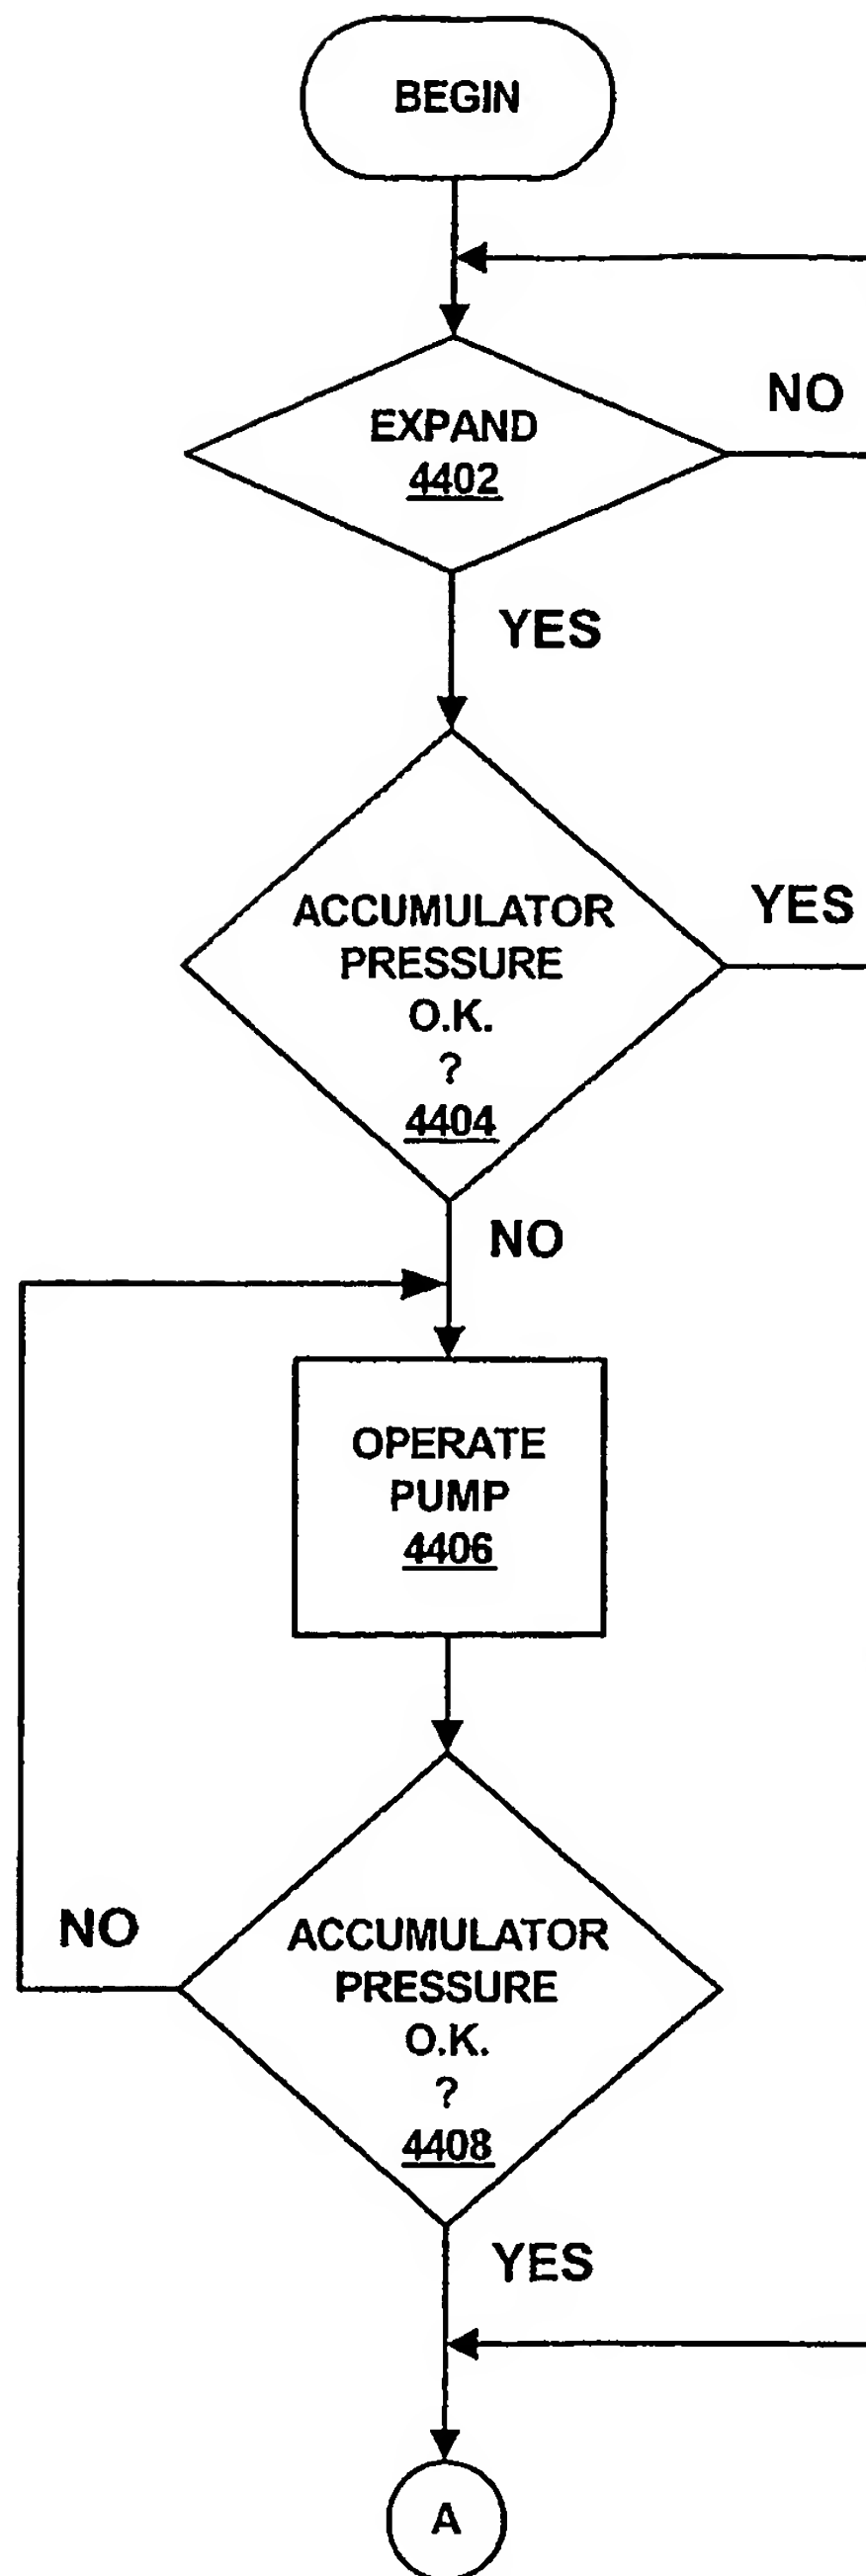 BEGIN
EXPAND
4402
NO
YES
ACCUMULATOR
PRESSURE
O.K.
?
4404
YES
NO
OPERATE
PUMP
4406
ACCUMULATOR
PRESSURE
O.K.
?
4408
NO
YES
A